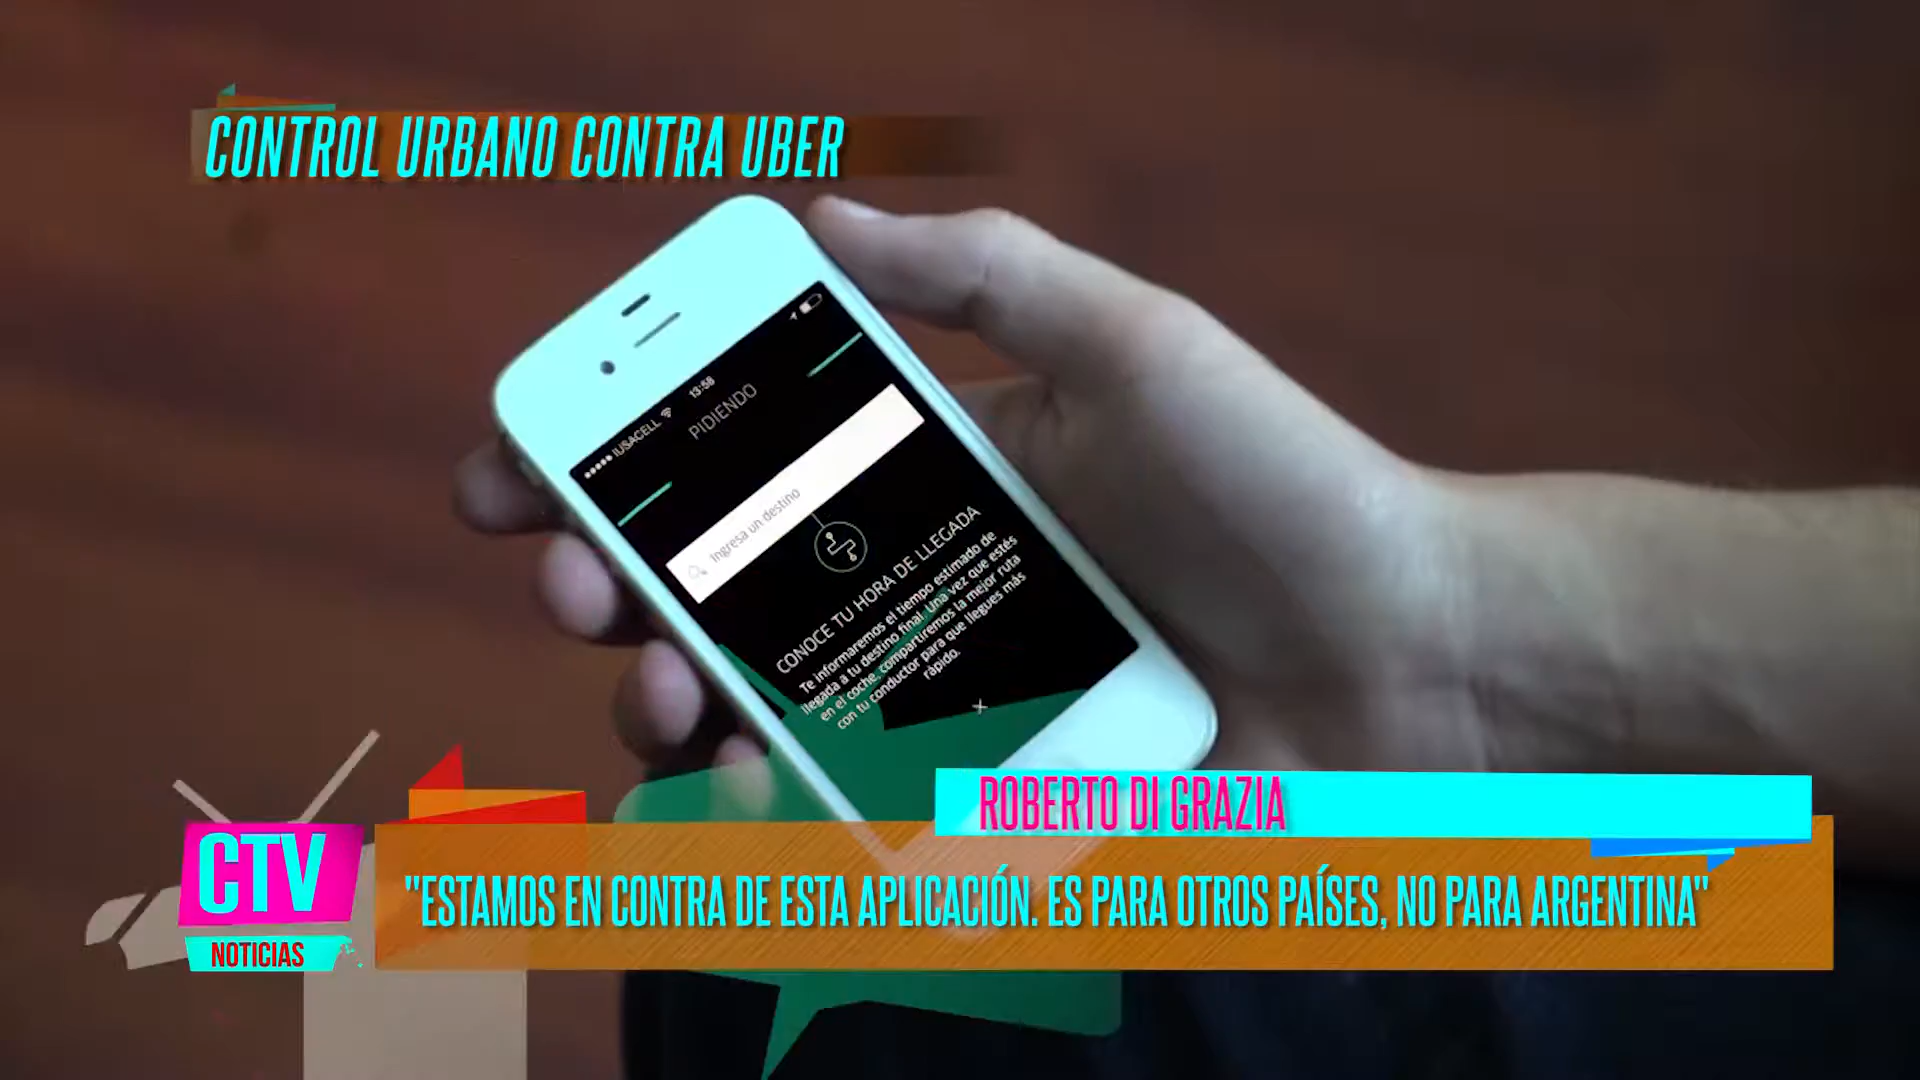 CONTROL URBANO CONTRA UBER
IUSACELL 13:58
PIDIENDO
Ingresa un destino
CONOCE TU HORA DE LLEGADA
Te informaremos el tiempo estimado de
llegada a tu destino final. Una vez que estés
en el coche, compartiremos la mejor ruta
con tu conductor para que llegues más
rápido.
ROBERTO DI GRAZIA
"ESTAMOS EN CONTRA DE ESTA APLICACIÓN. ES PARA OTROS PAÍSES, NO PARA ARGENTINA"
CTV
NOTICIAS